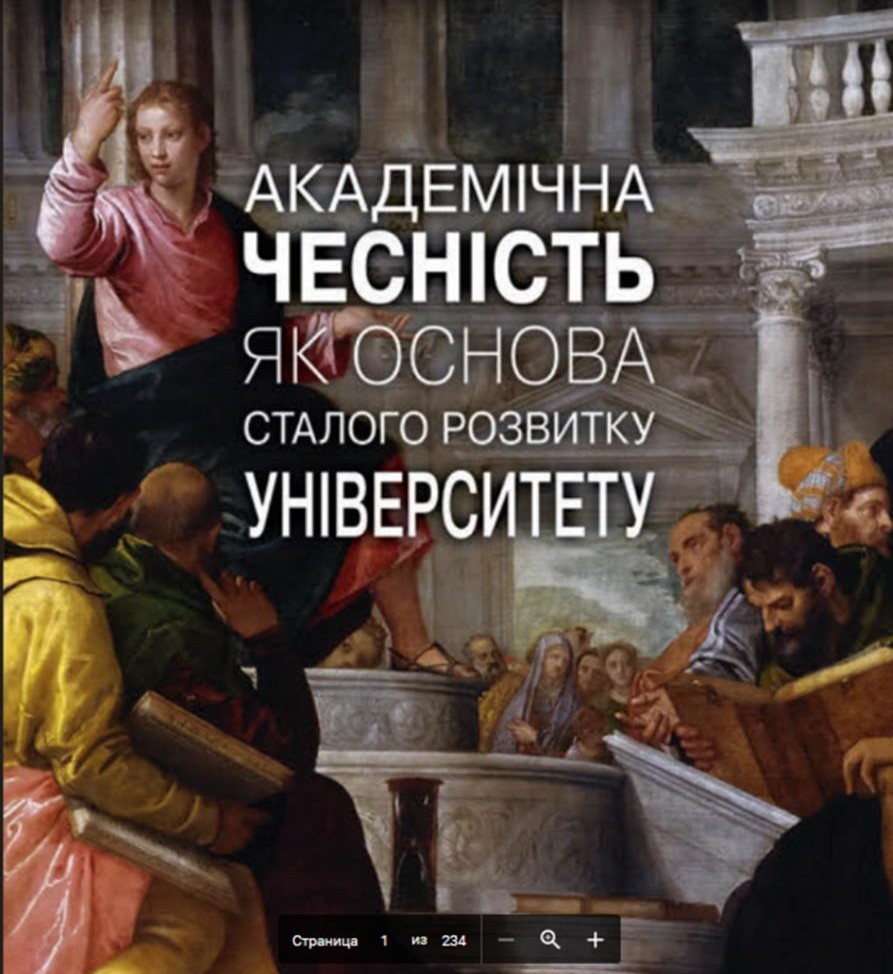 АКАДЕМІЧНА
ЧЕСНІСТЬ
ЯК ОСНОВА
СТАЛОГО РОЗВИТКУ
УНІВЕРСИТЕТУ
Страница 1 из 234